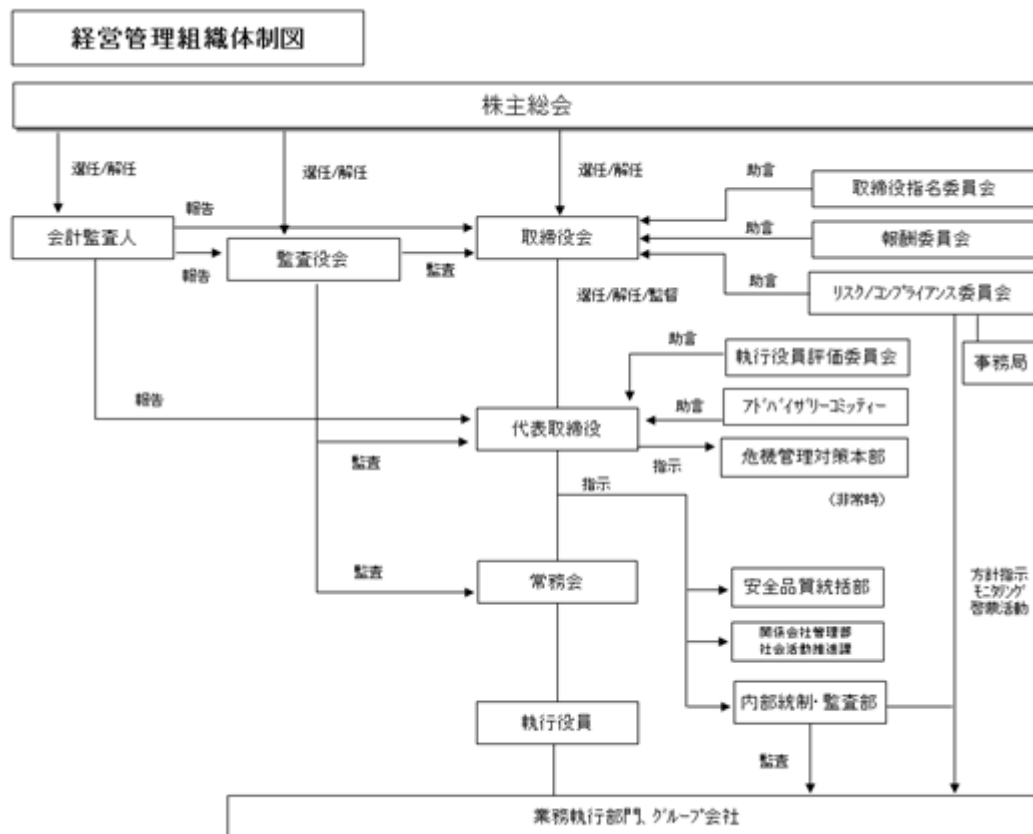 経営管理組織体制図
株主総会
選任/解任
選任/解任
選任/解任
助言
取締役指名委員会
報告
会計監査人
取締役会
助言
報酬委員会
報告
監査役会
監査
選任/解任/監督
助言
リスク/コンプライアンス委員会
助言
執行役員評価委員会
事務局
報告
助言
アドバイザリーコミッティー
代表取締役
監査
指示
危機管理対策本部
指示
(非常時)
監査
常務会
安全品質統括部
方針指示
モニタリング
啓蒙活動
関係会社管理部
社会活動推進課
執行役員
内部統制・監査部
監査
業務執行部門、グループ会社